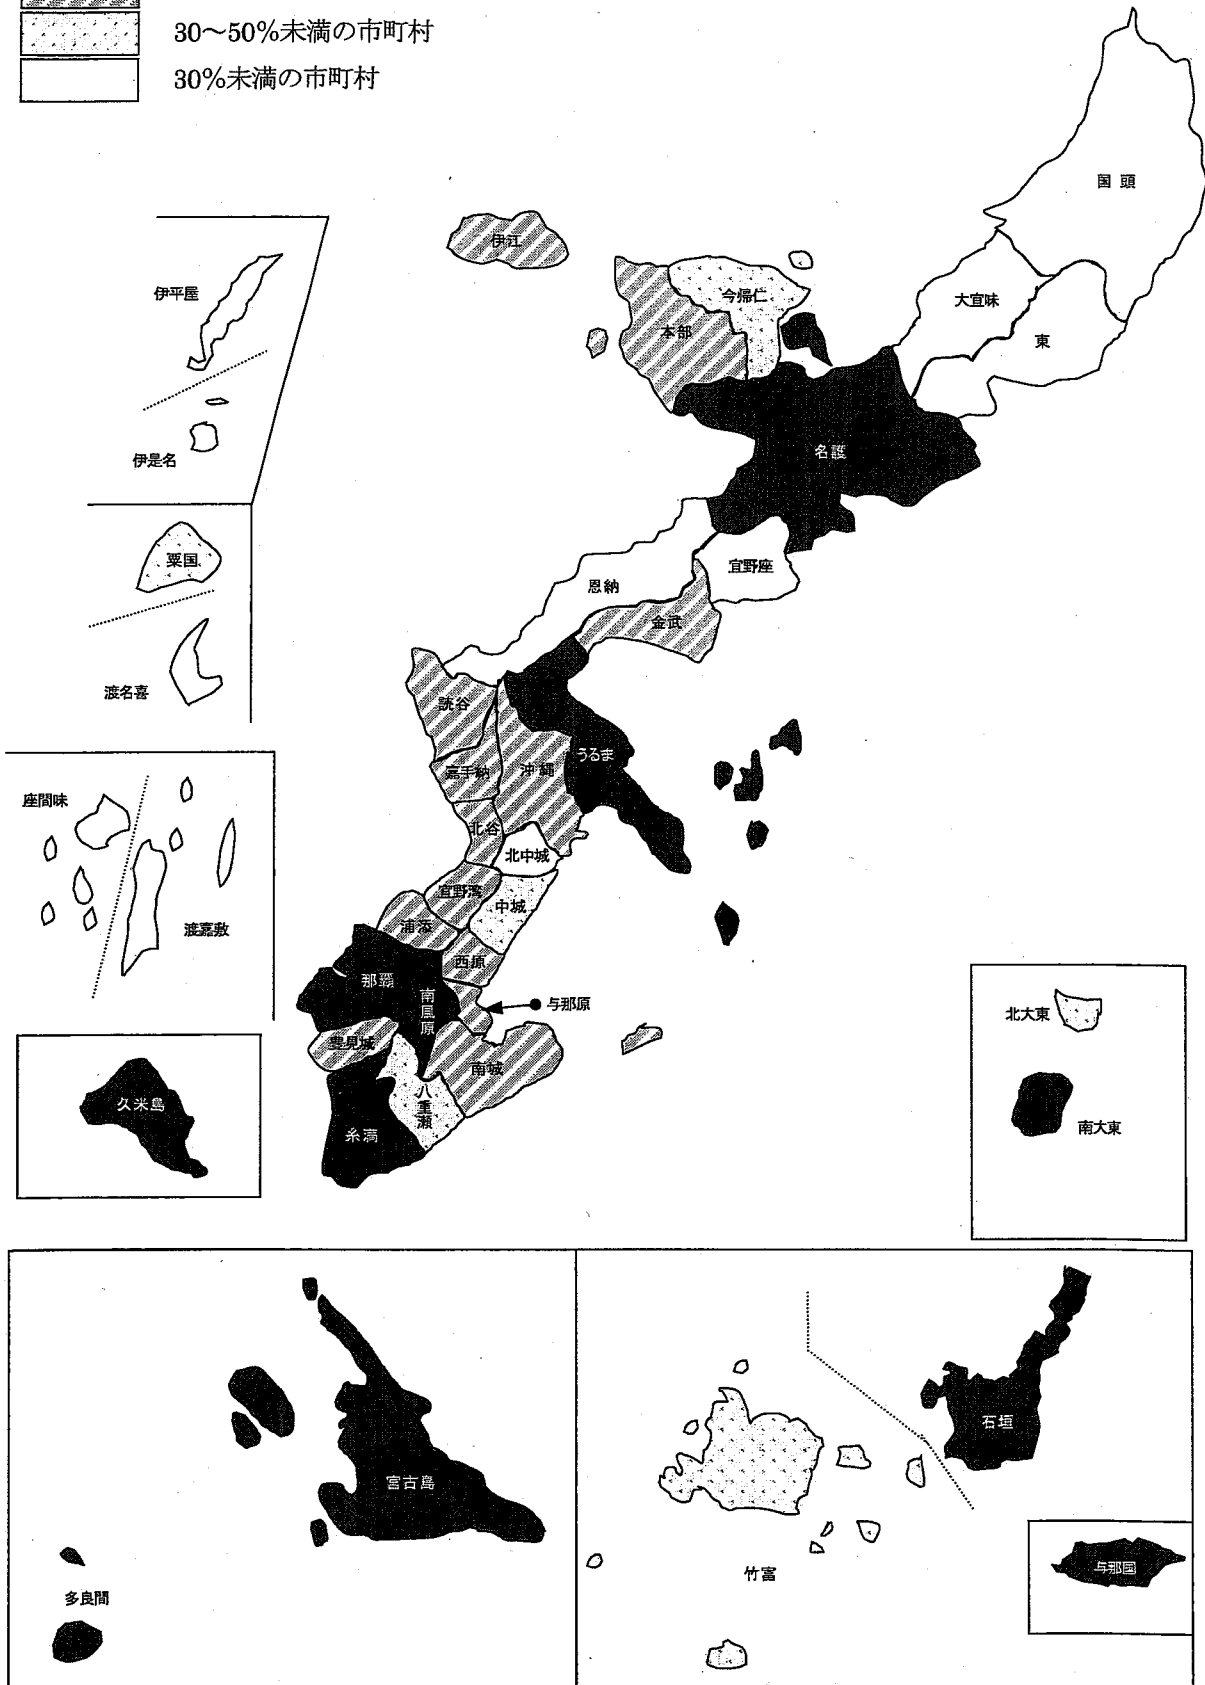 30～50%未満の市町村
30%未満の市町村
国頭
伊江
伊平屋
今帰仁
大宜味
本部
東
名護
伊是名
粟国
宜野座
恩納
金武
渡名喜
読谷
うるま
嘉手納
沖縄
座間味
北谷
北中城
宜野湾
中城
浦添
渡嘉敷
西原
那覇
南風原
与那原
北大東
豊見城
南城
八重瀬
久米島
糸満
南大東
石垣
宮古島
与那国
竹富
多良間